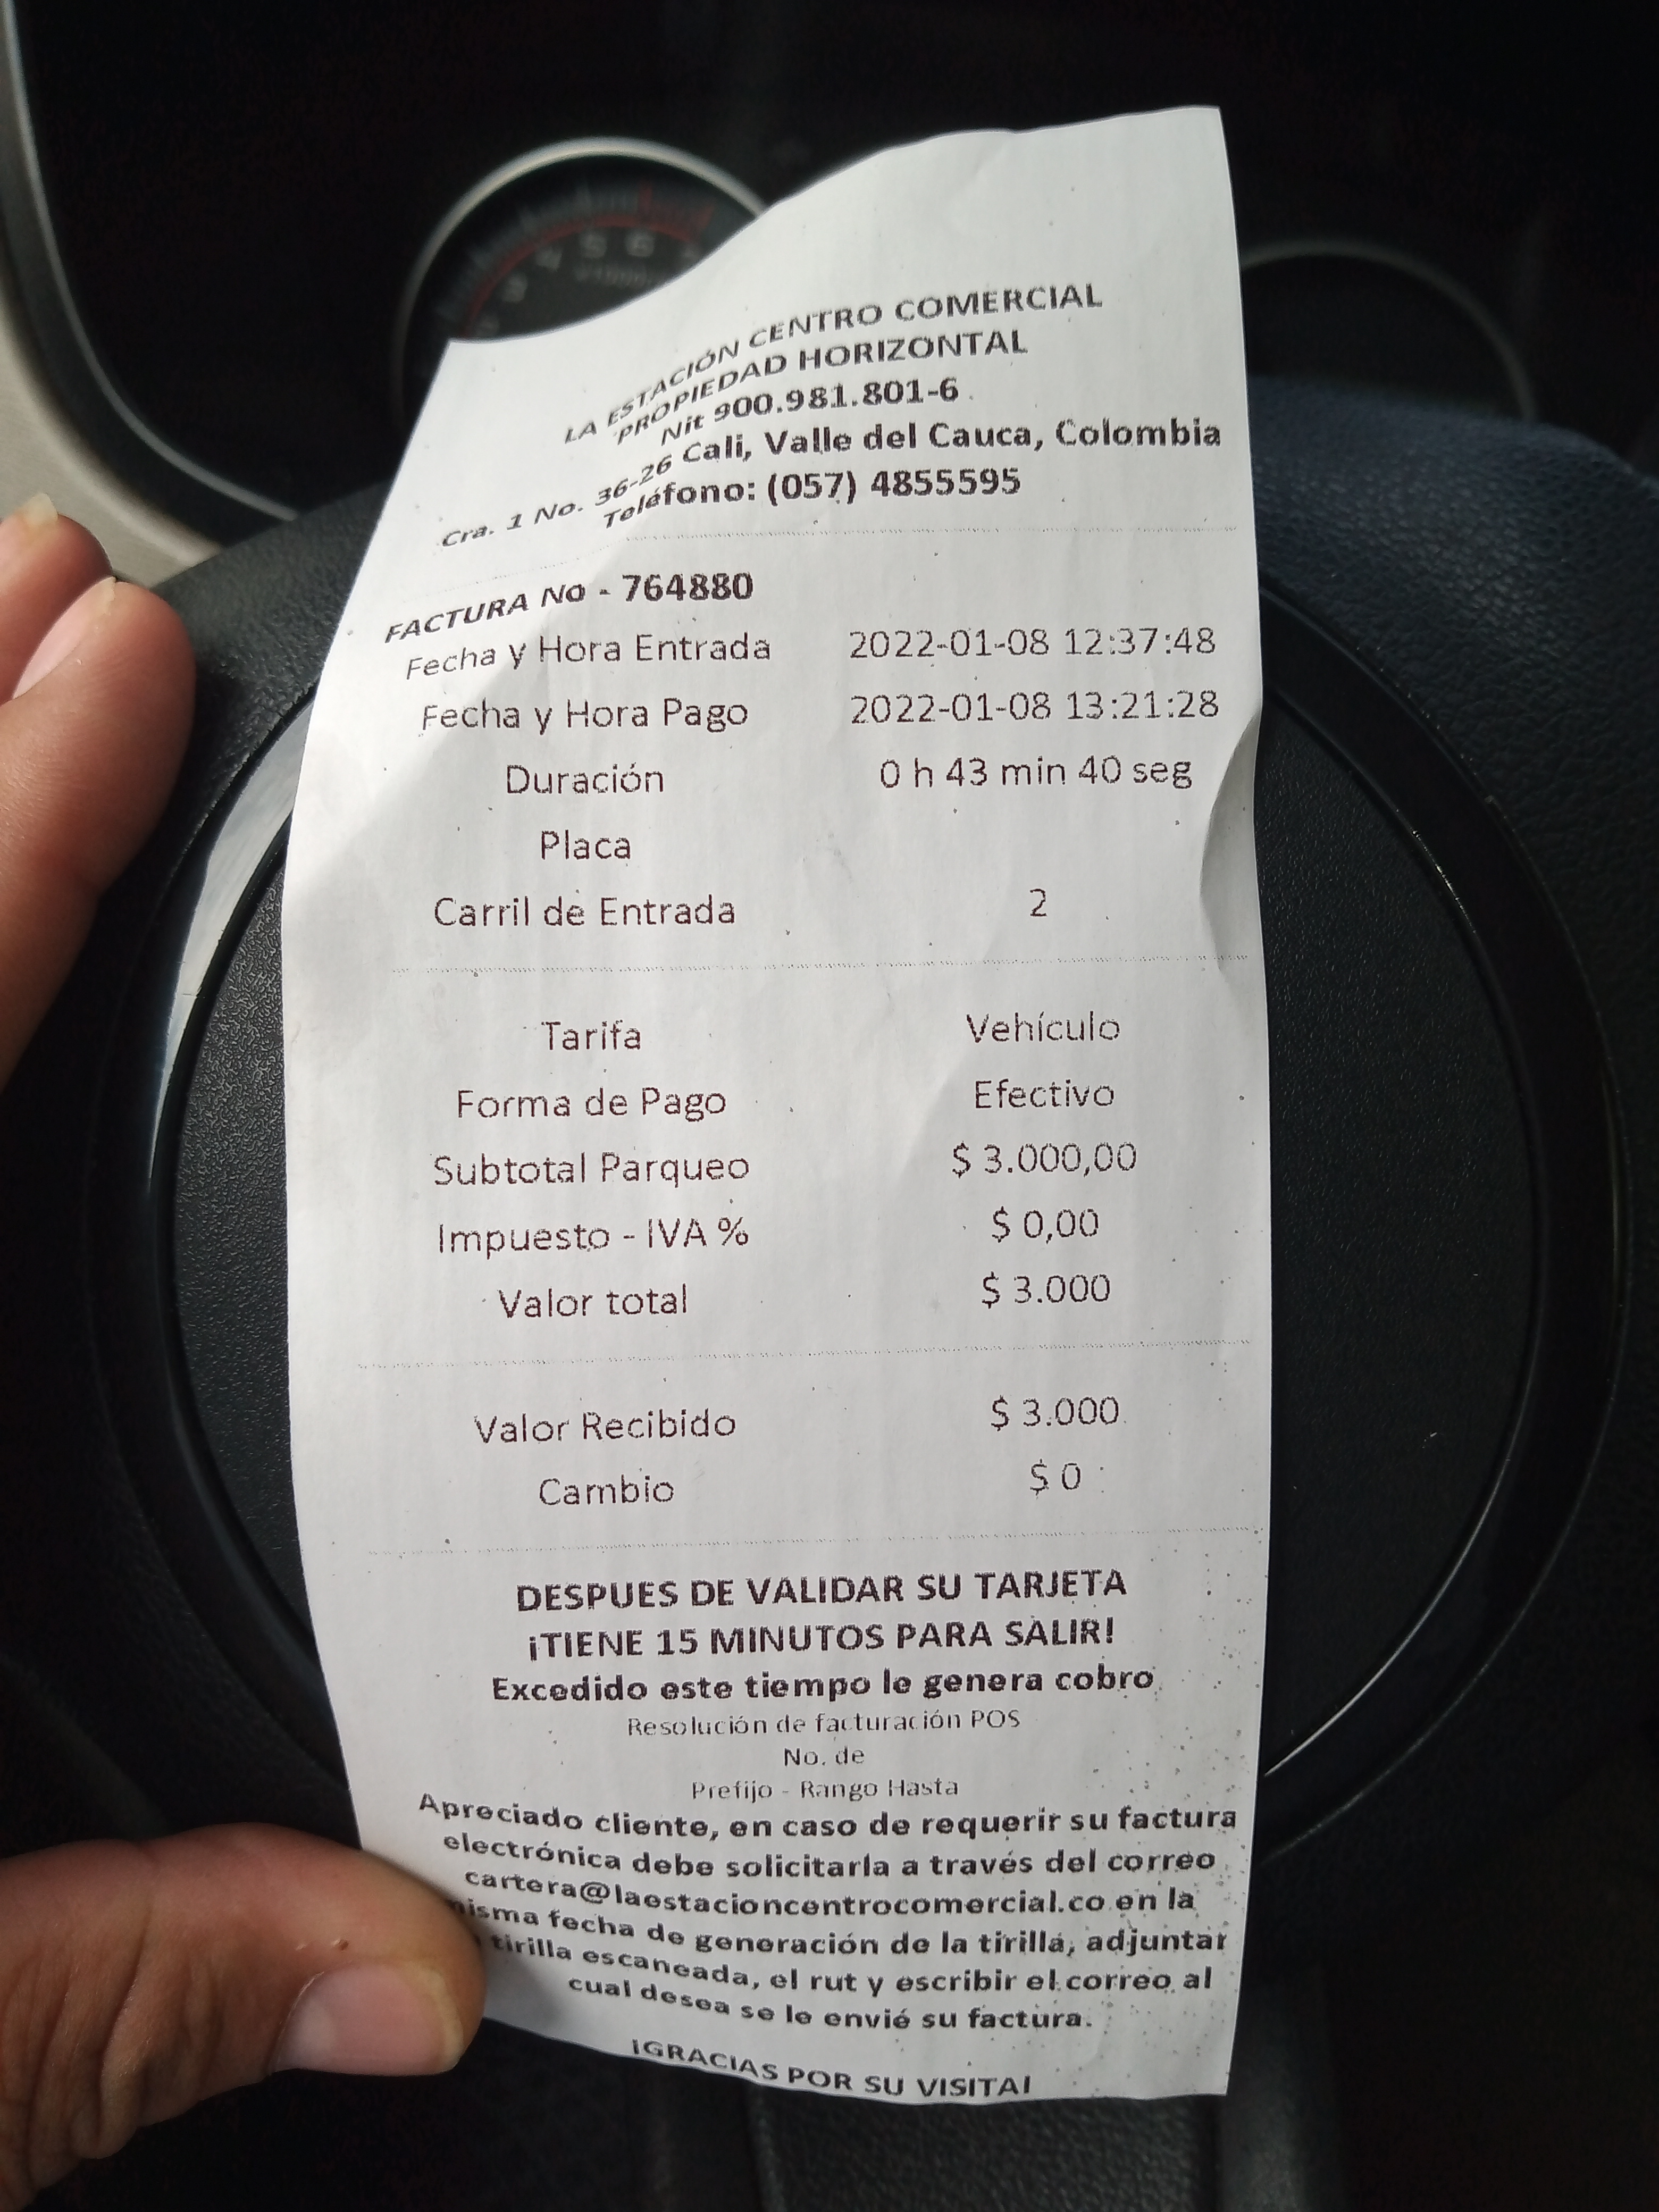 LA ESTACIÓN CENTRO COMERCIAL
PROPIEDAD HORIZONTAL
Nit 900.981.801-6
Cra. 1 No. 36-26 Cali, Valle del Cauca, Colombia
Teléfono: (057) 4855595
FACTURA No - 764880
Fecha y Hora Entrada 2022-01-08 12:37:48
Fecha y Hora Pago 2022-01-08 13:21:28
Duración 0 h 43 min 40 seg
Placa
Carril de Entrada 2
Tarifa Vehículo
Forma de Pago Efectivo
Subtotal Parqueo $ 3.000,00
Impuesto - IVA % $ 0,00
Valor total $ 3.000
Valor Recibido $ 3.000
Cambio $ 0
DESPUES DE VALIDAR SU TARJETA
¡TIENE 15 MINUTOS PARA SALIR!
Excedido este tiempo le genera cobro
Resolución de facturación POS
No. de
Prefijo - Rango Hasta
Apreciado cliente, en caso de requerir su factura
electrónica debe solicitarla a través del correo
cartera@laestacioncentrocomercial.co en la
misma fecha de generación de la tirilla, adjuntar
tirilla escaneada, el rut y escribir el correo al
cual desea se le envié su factura.
¡GRACIAS POR SU VISITA!